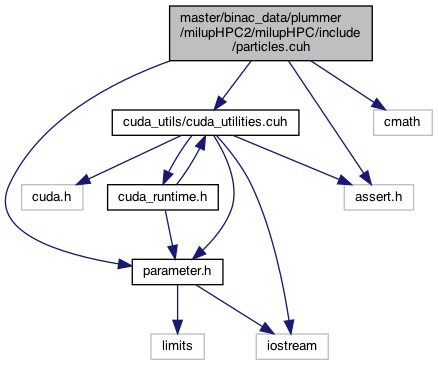 master/binac_data/plummer
/milupHPC2/milupHPC/include
/particles.cuh
cuda_utils/cuda_utilities.cuh
cmath
cuda.h
cuda_runtime.h
assert.h
parameter.h
limits
iostream